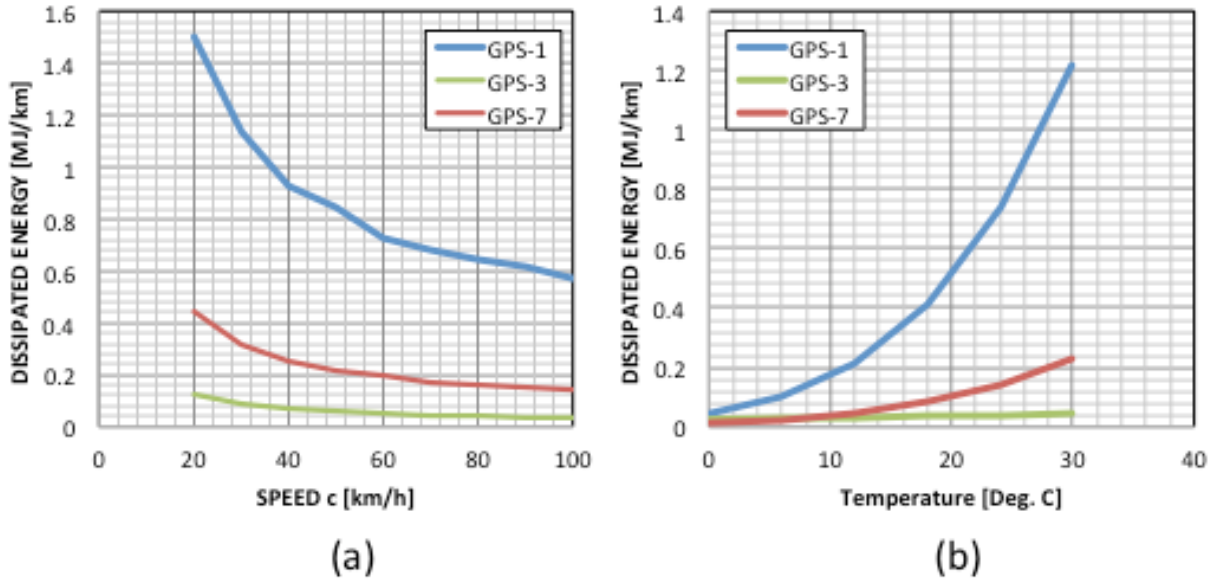 1.6
1.4
1.2
1
0.8
0.6
0.4
0.2
0
DISSIPATED ENERGY [MJ/km]
GPS-1
GPS-3
GPS-7
0 20 40 60 80 100
SPEED c [km/h]
(a)
1.4
1.2
1
0.8
0.6
0.4
0.2
0
DISSIPATED ENERGY [MJ/km]
GPS-1
GPS-3
GPS-7
0 10 20 30 40
Temperature [Deg. C]
(b)